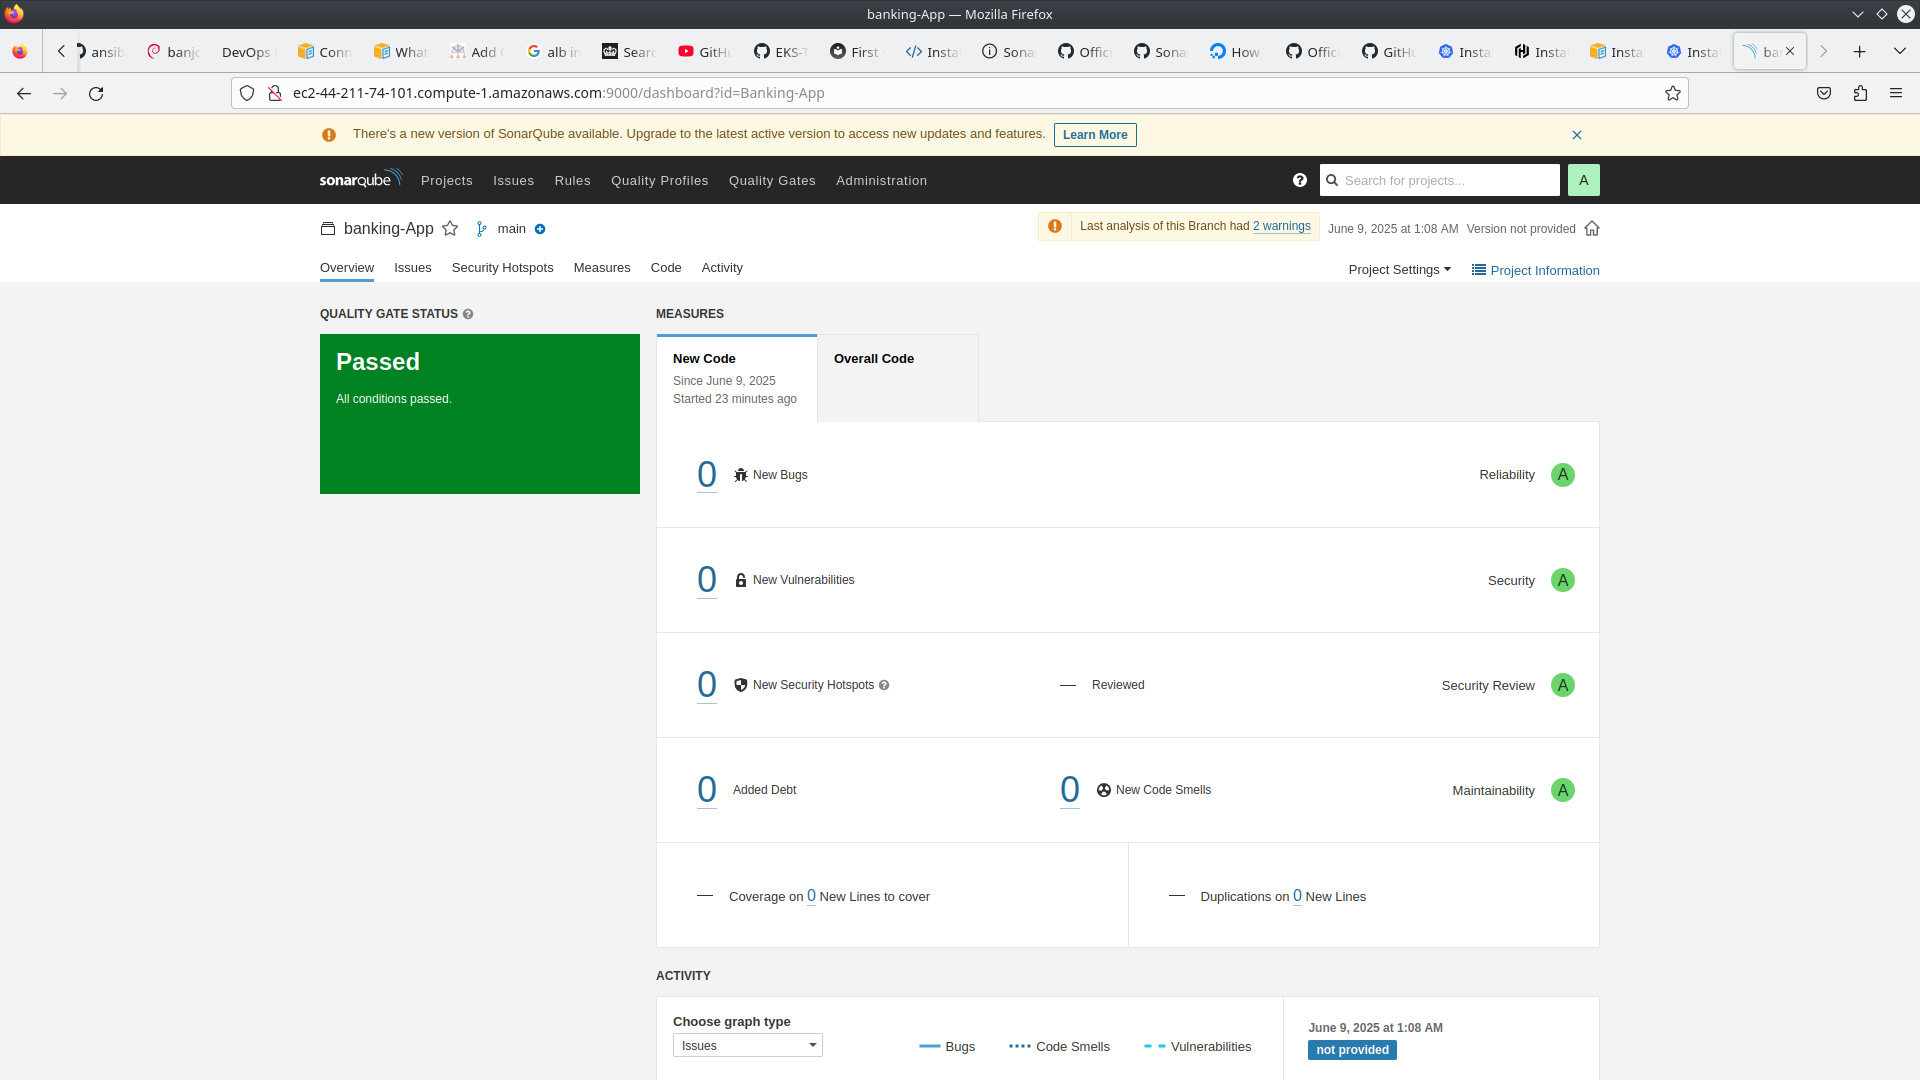 banking-App — Mozilla Firefox
ansib
banjo
DevOps
Conn
What
Add
alb in
Searc
GitHu
EKS-T
First
Insta
Sona
Offici
Sona
How
Offici
GitHu
Insta
Insta
Insta
Insta
ba
ec2-44-211-74-101.compute-1.amazonaws.com:9000/dashboard?id=Banking-App
There's a new version of SonarQube available. Upgrade to the latest active version to access new updates and features. Learn More
sonarqube Projects Issues Rules Quality Profiles Quality Gates Administration Search for projects... A
banking-App main Last analysis of this Branch had 2 warnings June 9, 2025 at 1:08 AM Version not provided
Overview Issues Security Hotspots Measures Code Activity Project Settings Project Information
QUALITY GATE STATUS
Passed
All conditions passed.
MEASURES
New Code
Since June 9, 2025
Started 23 minutes ago
Overall Code
0 New Bugs Reliability A
0 New Vulnerabilities Security A
0 New Security Hotspots — Reviewed Security Review A
0 Added Debt 0 New Code Smells Maintainability A
— Coverage on 0 New Lines to cover
— Duplications on 0 New Lines
ACTIVITY
Choose graph type
Issues
Bugs Code Smells Vulnerabilities
June 9, 2025 at 1:08 AM
not provided